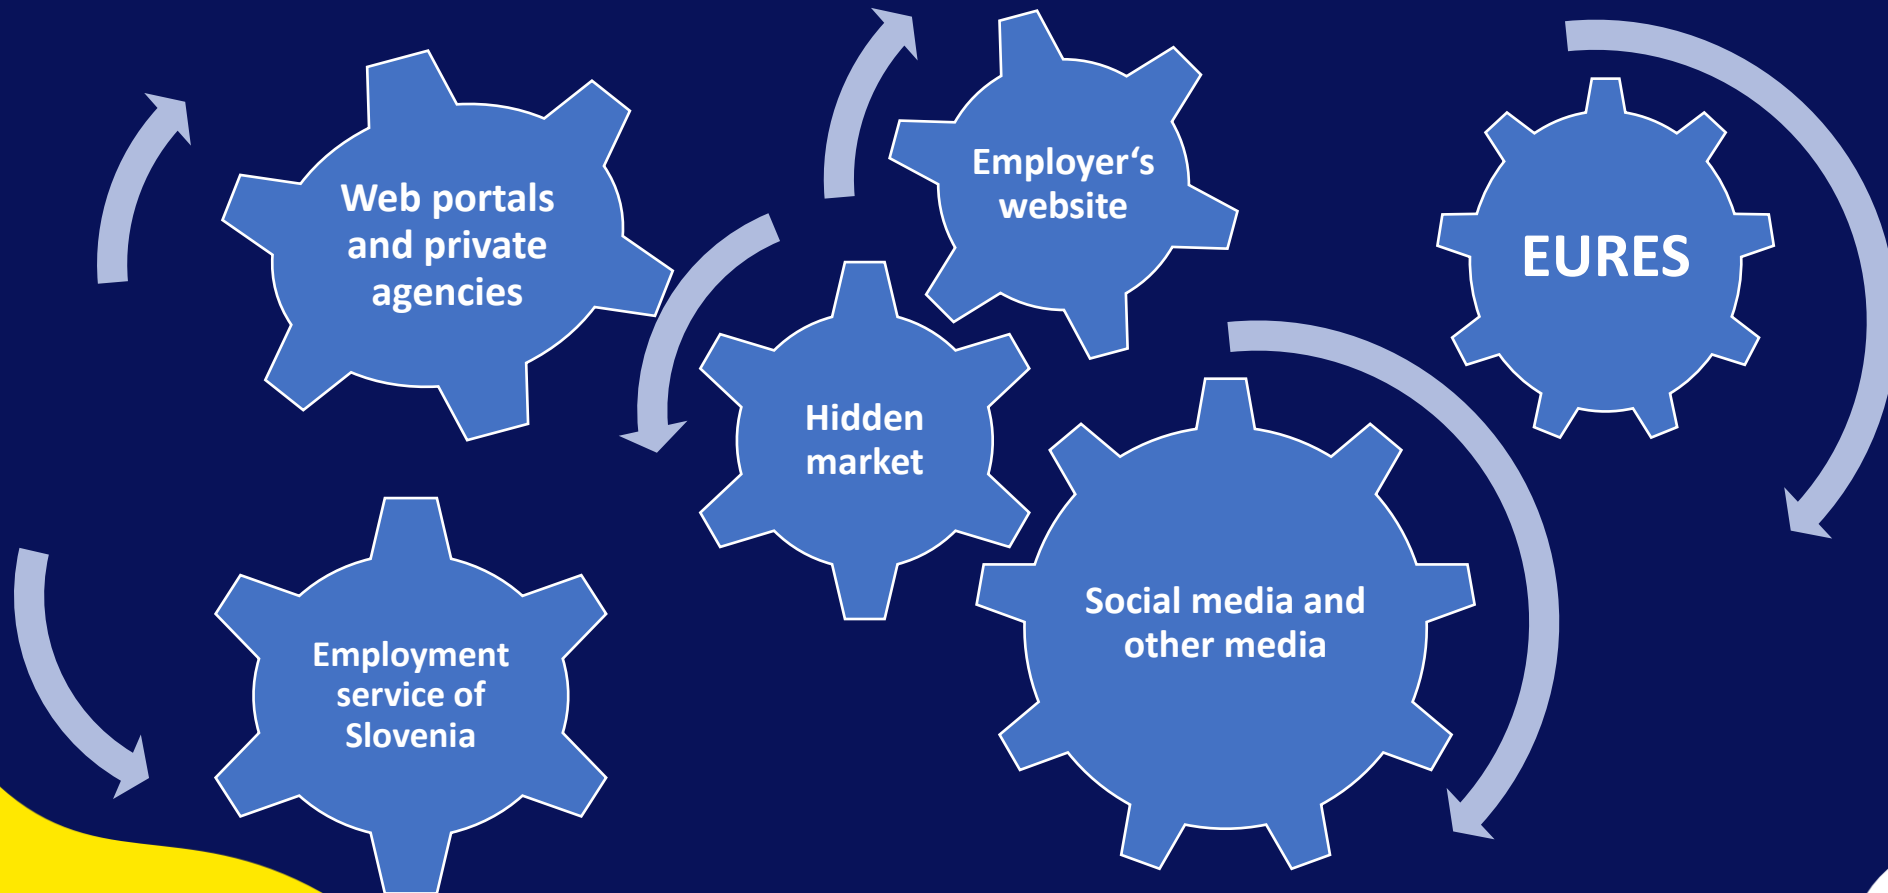 Web portals
and private
agencies
Employer‘s
website
EURES
Hidden
market
Social media and
other media
Employment
service of
Slovenia